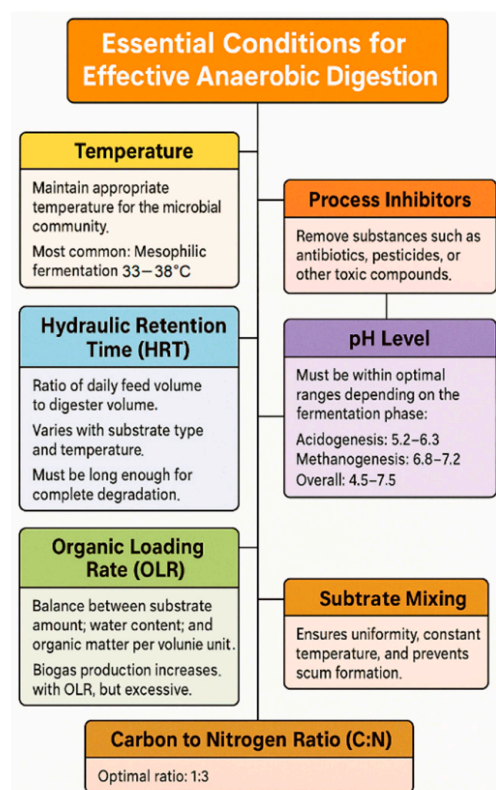 Essential Conditions for
Effective Anaerobic Digestion
Temperature
Maintain appropriate
temperature for the microbial
community.
Most common: Mesophilic
fermentation 33–38°C
Process Inhibitors
Remove substances such as
antibiotics, pesticides, or
other toxic compounds.
Hydraulic Retention
Time (HRT)
Ratio of daily feed volume
to digester volume.
Varies with substrate type
and temperature.
Must be long enough for
complete degradation.
pH Level
Must be within optimal
ranges depending on the
fermentation phase:
Acidogenesis: 5.2–6.3
Methanogenesis: 6.8–7.2
Overall: 4.5–7.5
Organic Loading
Rate (OLR)
Balance between substrate
amount; water content; and
organic matter per volunie unit.
Biogas production increases.
with OLR, but excessive.
Subtrate Mixing
Ensures uniformity, constant
temperature, and prevents
scum formation.
Carbon to Nitrogen Ratio (C:N)
Optimal ratio: 1:3